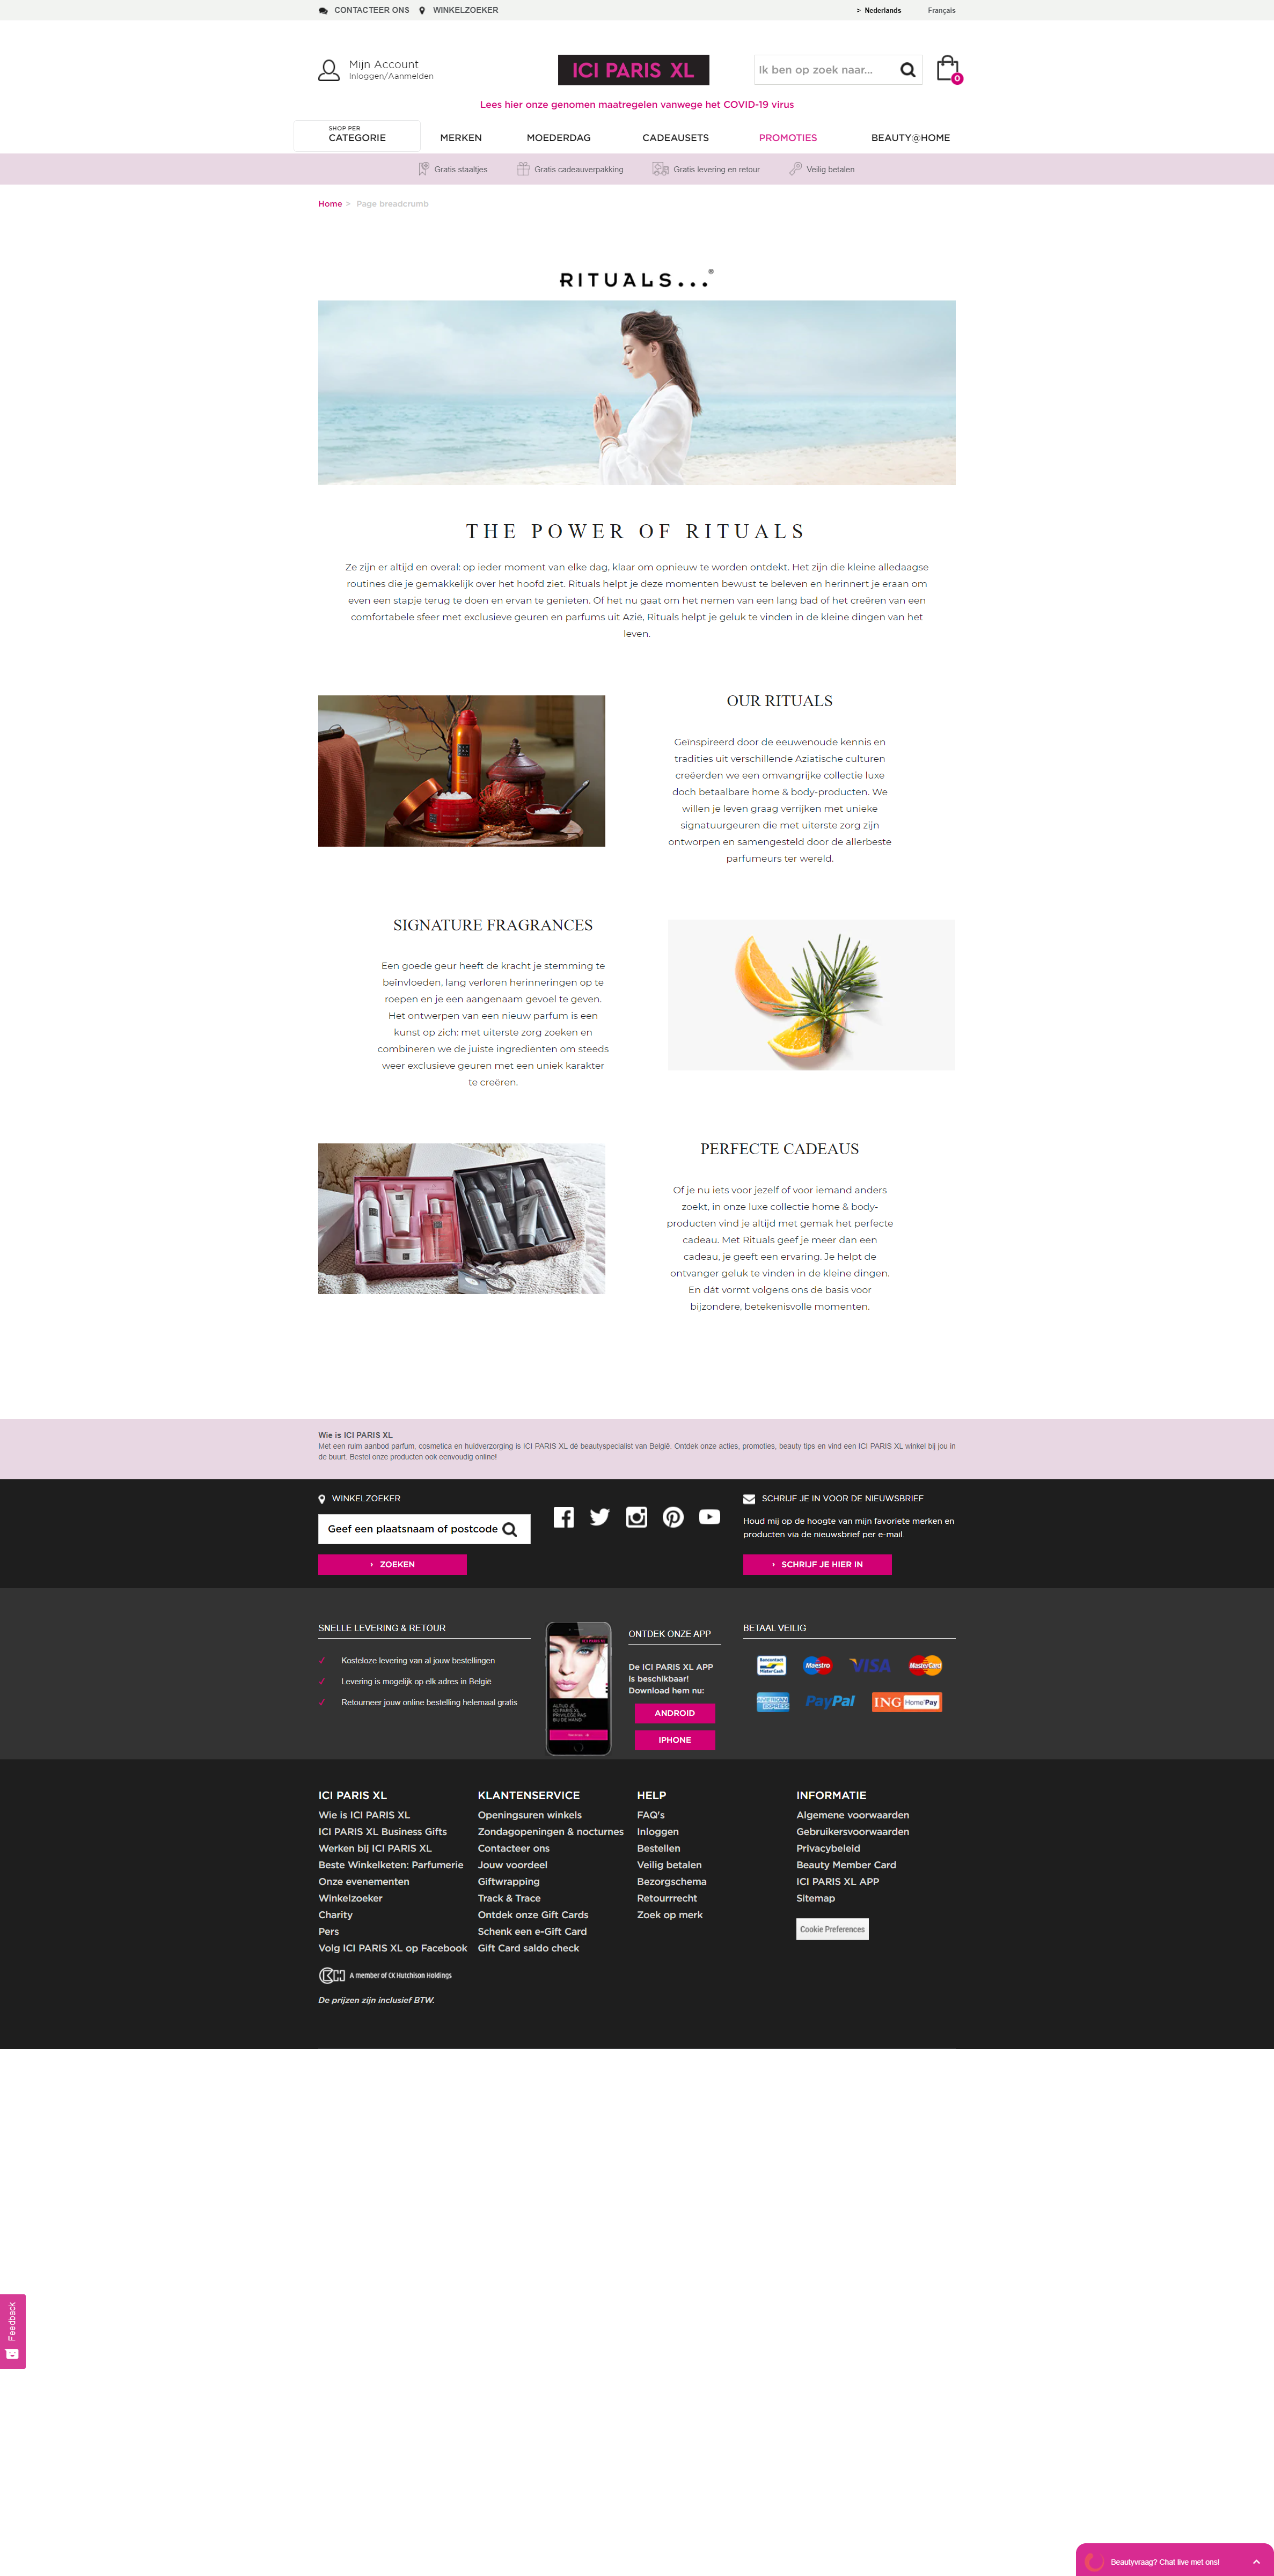 CONTACTEER ONS WINKELZOEKER > Nederlands Français
Mijn Account
Inloggen/Aanmelden
ICI PARIS XL
Ik ben op zoek naar...
0
Lees hier onze genomen maatregelen vanwege het COVID-19 virus
SHOP PER
CATEGORIE MERKEN MOEDERDAG CADEAUSETS PROMOTIES BEAUTY@HOME
Gratis staaltjes Gratis cadeauverpakking Gratis levering en retour Veilig betalen
Home > Page breadcrumb
RITUALS...®
THE POWER OF RITUALS
Ze zijn er altijd en overal: op ieder moment van elke dag, klaar om opnieuw te worden ontdekt. Het zijn die kleine alledaagse
routines die je gemakkelijk over het hoofd ziet. Rituals helpt je deze momenten bewust te beleven en herinnert je eraan om
even een stapje terug te doen en ervan te genieten. Of het nu gaat om het nemen van een lang bad of het creëren van een
comfortabele sfeer met exclusieve geuren en parfums uit Azië, Rituals helpt je geluk te vinden in de kleine dingen van het
leven.
OUR RITUALS
Geïnspireerd door de eeuwenoude kennis en
tradities uit verschillende Aziatische culturen
creëerden we een omvangrijke collectie luxe
doch betaalbare home & body-producten. We
willen je leven graag verrijken met unieke
signatuurgeuren die met uiterste zorg zijn
ontworpen en samengesteld door de allerbeste
parfumeurs ter wereld.
SIGNATURE FRAGRANCES
Een goede geur heeft de kracht je stemming te
beïnvloeden, lang verloren herinneringen op te
roepen en je een aangenaam gevoel te geven.
Het ontwerpen van een nieuw parfum is een
kunst op zich: met uiterste zorg zoeken en
combineren we de juiste ingrediënten om steeds
weer exclusieve geuren met een uniek karakter
te creëren.
PERFECTE CADEAUS
Of je nu iets voor jezelf of voor iemand anders
zoekt, in onze luxe collectie home & body-
producten vind je altijd met gemak het perfecte
cadeau. Met Rituals geef je meer dan een
cadeau, je geeft een ervaring. Je helpt de
ontvanger geluk te vinden in de kleine dingen.
En dát vormt volgens ons de basis voor
bijzondere, betekenisvolle momenten.
Wie is ICI PARIS XL
Met een ruim aanbod parfum, cosmetica en huidverzorging is ICI PARIS XL dé beautyspecialist van België. Ontdek onze acties, promoties, beauty tips en vind een ICI PARIS XL winkel bij jou in
de buurt. Bestel onze producten ook eenvoudig online!
WINKELZOEKER
Geef een plaatsnaam of postcode
› ZOEKEN
SCHRIJF JE IN VOOR DE NIEUWSBRIEF
Houd mij op de hoogte van mijn favoriete merken en
producten via de nieuwsbrief per e-mail.
› SCHRIJF JE HIER IN
SNELLE LEVERING & RETOUR
Kosteloze levering van al jouw bestellingen
Levering is mogelijk op elk adres in België
Retourneer jouw online bestelling helemaal gratis
ICI PARIS XL
ALTIJD JE
ICI PARIS XL
PRIVILEGE PAS
BIJ DE HAND
ONTDEK ONZE APP
De ICI PARIS XL APP
is beschikbaar!
Download hem nu:
ANDROID
IPHONE
BETAAL VEILIG
Bancontact Mister Cash
Maestro
VISA
MasterCard
AMERICAN EXPRESS
PayPal
ING Home'Pay
ICI PARIS XL
Wie is ICI PARIS XL
ICI PARIS XL Business Gifts
Werken bij ICI PARIS XL
Beste Winkelketen: Parfumerie
Onze evenementen
Winkelzoeker
Charity
Pers
Volg ICI PARIS XL op Facebook
A member of CK Hutchison Holdings
De prijzen zijn inclusief BTW.
KLANTENSERVICE
Openingsuren winkels
Zondagopeningen & nocturnes
Contacteer ons
Jouw voordeel
Giftwrapping
Track & Trace
Ontdek onze Gift Cards
Schenk een e-Gift Card
Gift Card saldo check
HELP
FAQ's
Inloggen
Bestellen
Veilig betalen
Bezorgschema
Retourrrecht
Zoek op merk
INFORMATIE
Algemene voorwaarden
Gebruikersvoorwaarden
Privacybeleid
Beauty Member Card
ICI PARIS XL APP
Sitemap
Cookie Preferences
Feedback
Beautyvraag? Chat live met ons!